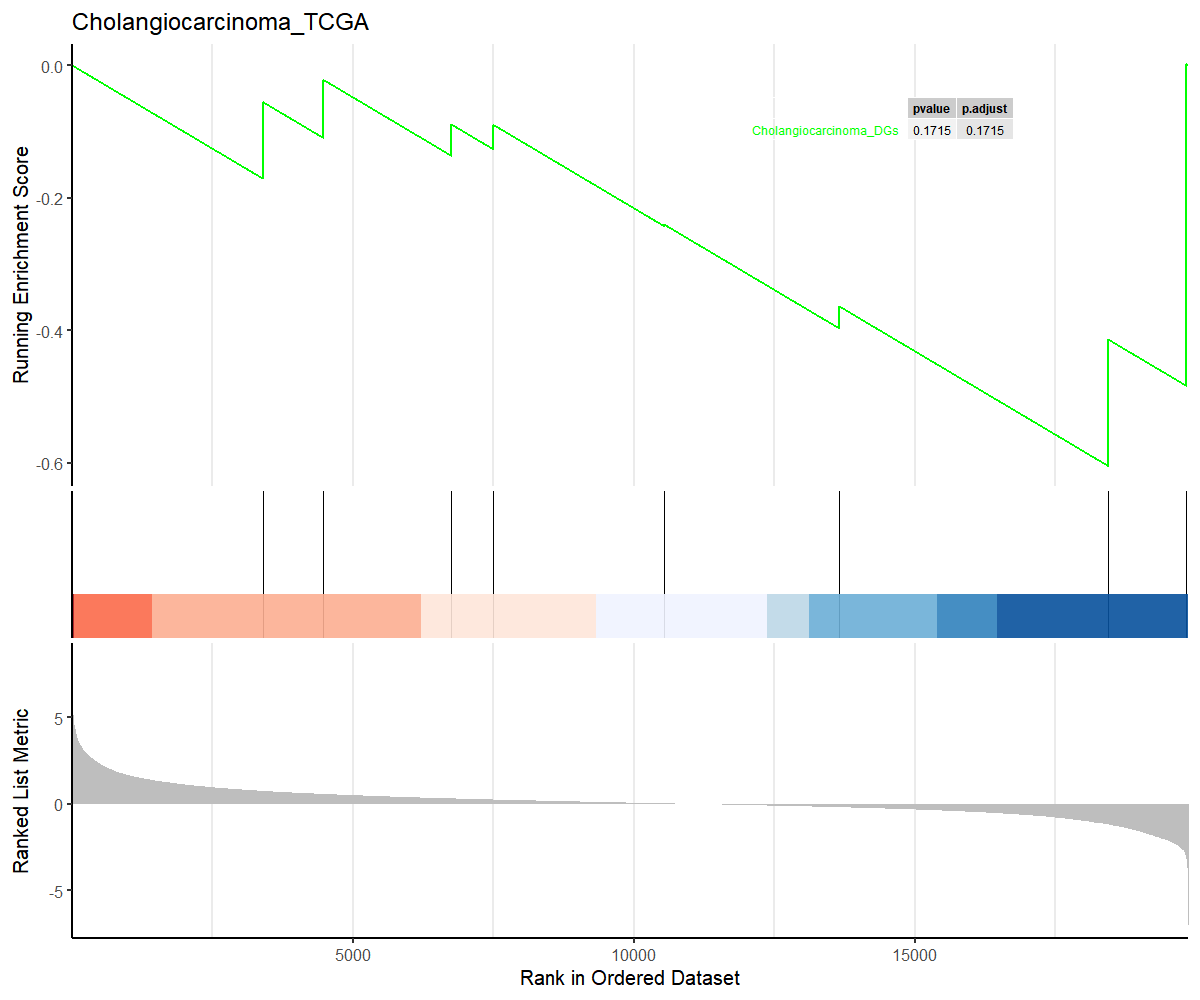 Cholangiocarcinoma_TCGA
Running Enrichment Score
0.0
-0.2
-0.4
-0.6
pvalue p.adjust
Cholangiocarcinoma_DGs 0.1715 0.1715
Ranked List Metric
5
0
-5
5000 10000 15000
Rank in Ordered Dataset